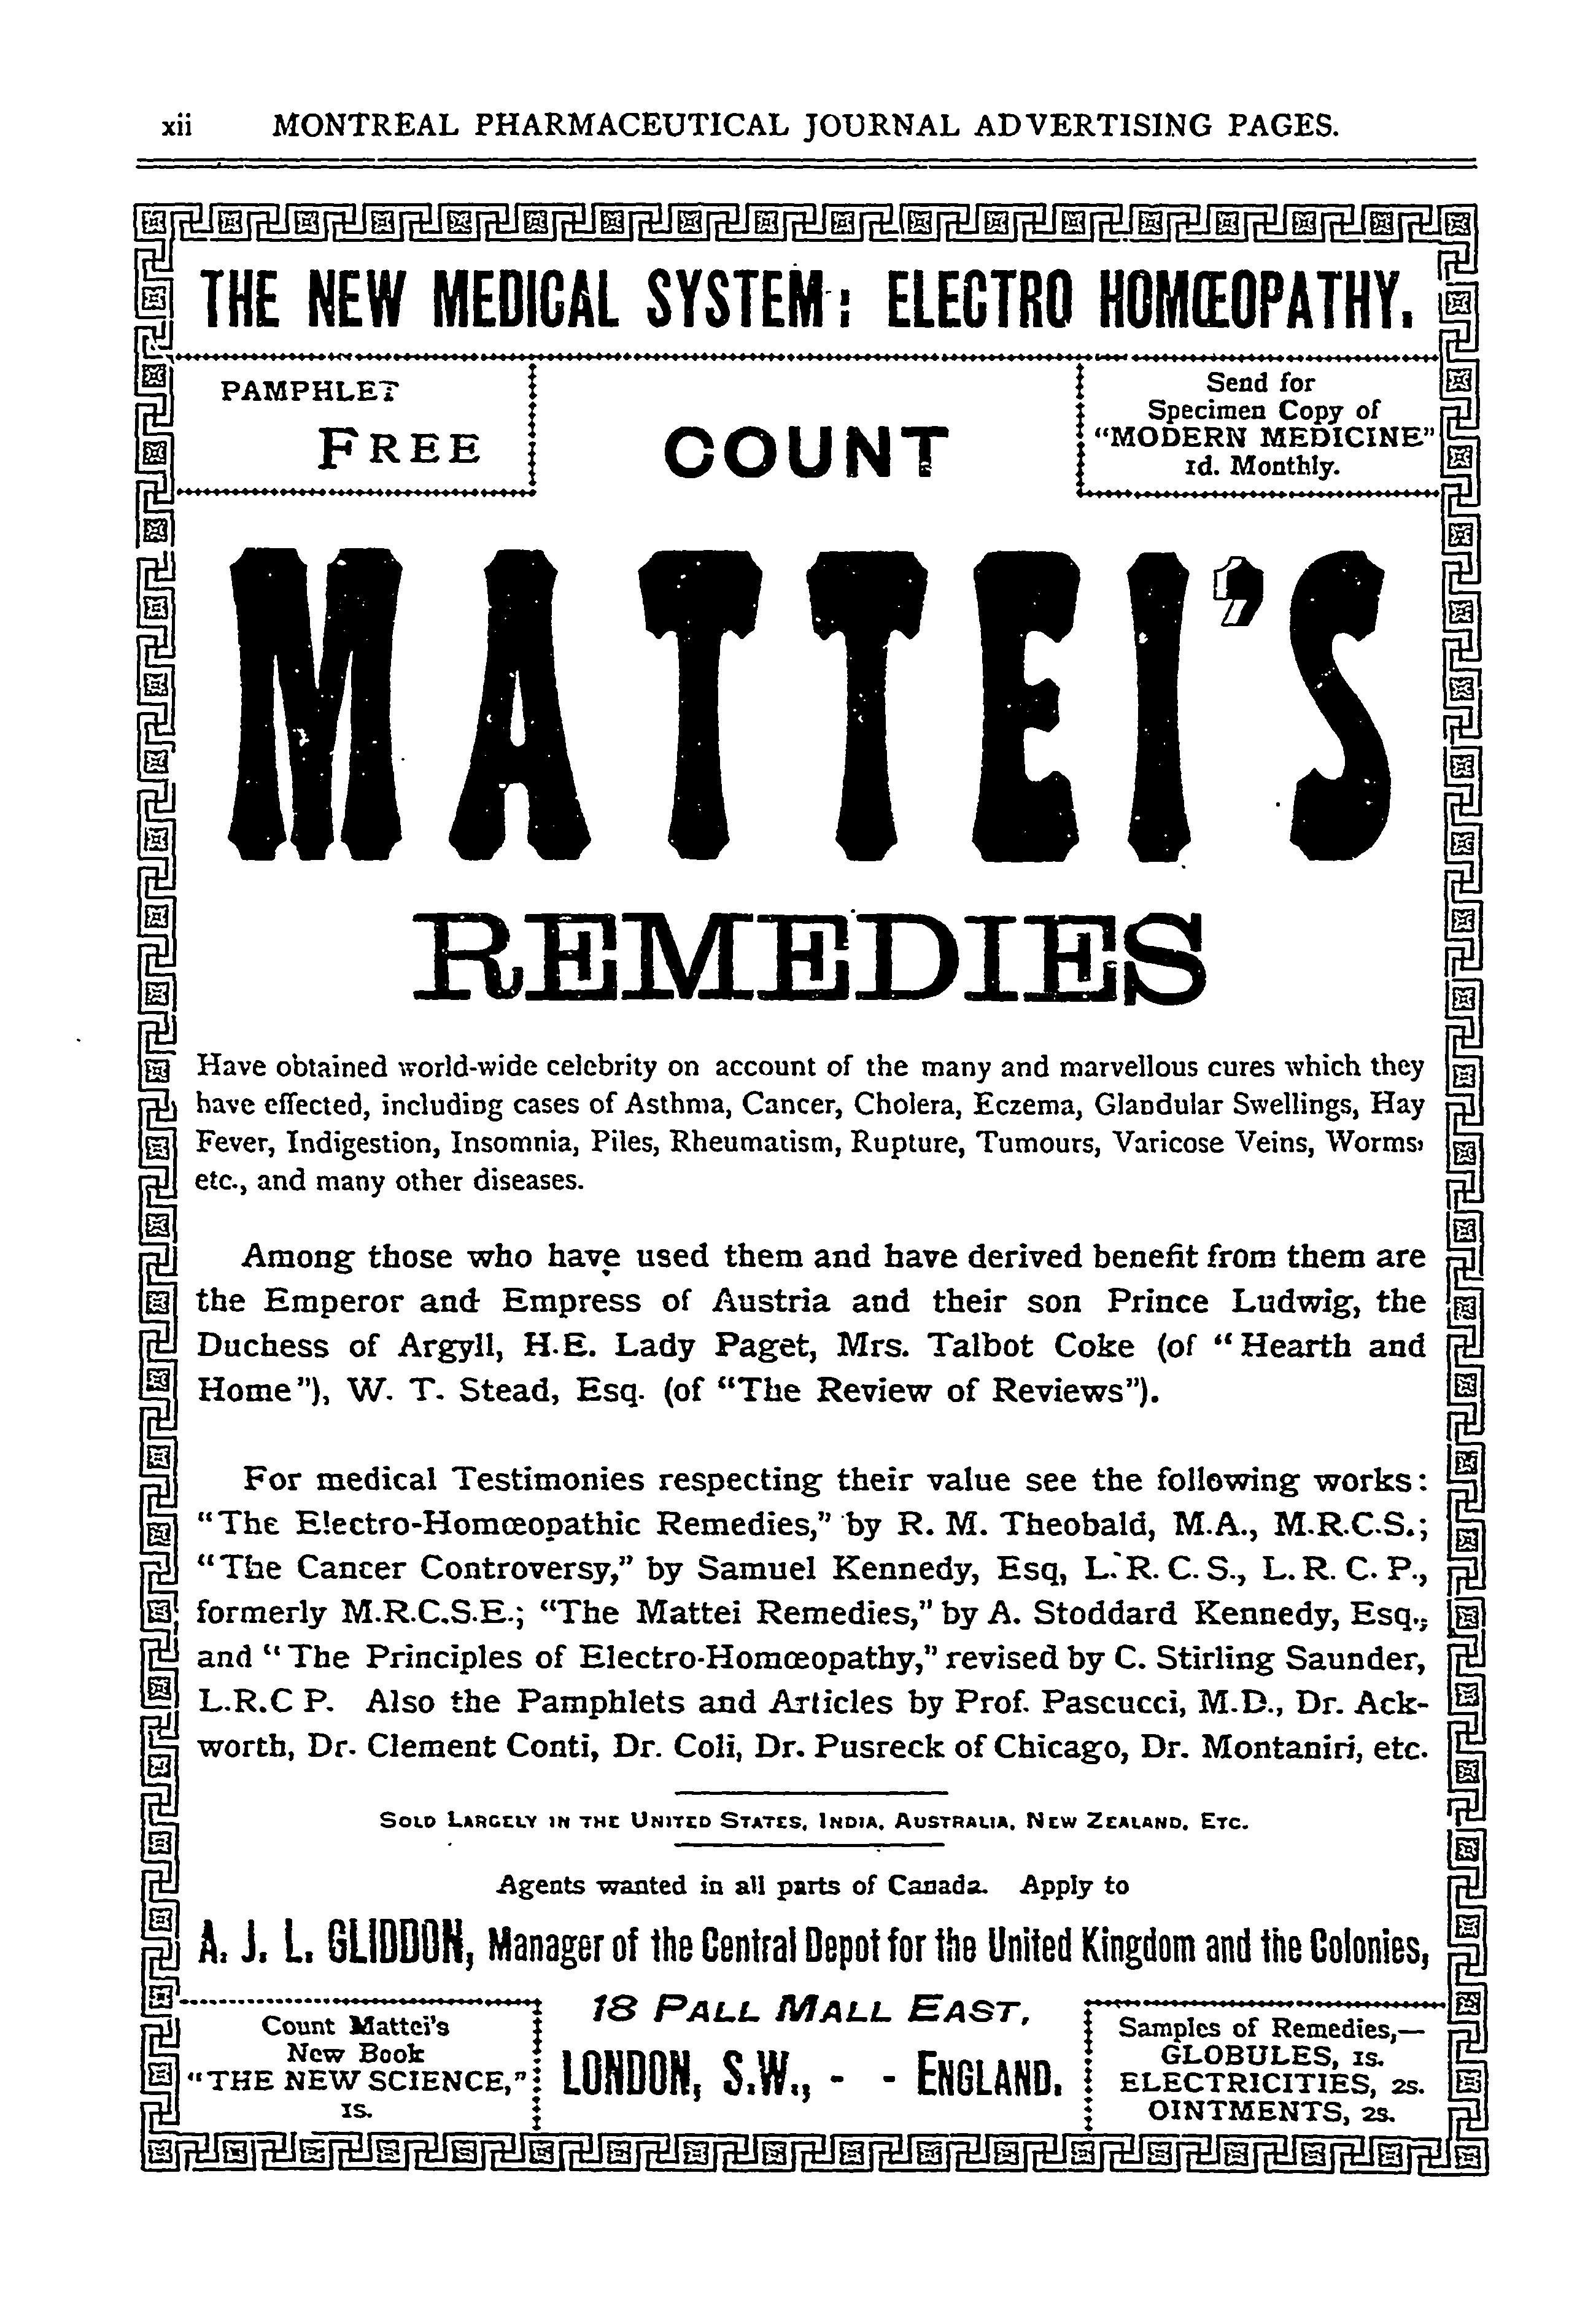 xii MONTREAL PHARMACEUTICAL JOURNAL ADVERTISING PAGES.
THE NEW MEDICAL SYSTEM: ELECTRO HOMŒOPATHY.
PAMPHLET
FREE
COUNT
Send for
Specimen Copy of
"MODERN MEDICINE"
1d. Monthly.
MATTEI'S
REMEDIES
Have obtained world-wide celebrity on account of the many and marvellous cures which they
have effected, including cases of Asthma, Cancer, Cholera, Eczema, Glandular Swellings, Hay
Fever, Indigestion, Insomnia, Piles, Rheumatism, Rupture, Tumours, Varicose Veins, Worms,
etc., and many other diseases.
Among those who have used them and have derived benefit from them are
the Emperor and Empress of Austria and their son Prince Ludwig, the
Duchess of Argyll, H.E. Lady Paget, Mrs. Talbot Coke (of "Hearth and
Home"), W. T. Stead, Esq. (of "The Review of Reviews").
For medical Testimonies respecting their value see the following works:
"The Electro-Homœopathic Remedies," by R. M. Theobald, M.A., M.R.C.S.;
"The Cancer Controversy," by Samuel Kennedy, Esq, L. R. C. S., L. R. C. P.,
formerly M.R.C.S.E.; "The Mattei Remedies," by A. Stoddard Kennedy, Esq.,
and "The Principles of Electro-Homœopathy," revised by C. Stirling Saunder,
L.R.C P. Also the Pamphlets and Articles by Prof. Pascucci, M.D., Dr. Ack-
worth, Dr. Clement Conti, Dr. Coli, Dr. Pusreck of Chicago, Dr. Montaniri, etc.
SOLD LARGELY IN THE UNITED STATES, INDIA, AUSTRALIA, NEW ZEALAND, ETC.
Agents wanted in all parts of Canada. Apply to
A. J. L. GLIDDON, Manager of the Central Depot for the United Kingdom and the Colonies,
18 PALL MALL EAST,
LONDON, S.W., - - ENGLAND.
Count Mattei's
New Book
"THE NEW SCIENCE,"
1s.
Samples of Remedies,—
GLOBULES, 1s.
ELECTRICITIES, 2s.
OINTMENTS, 2s.